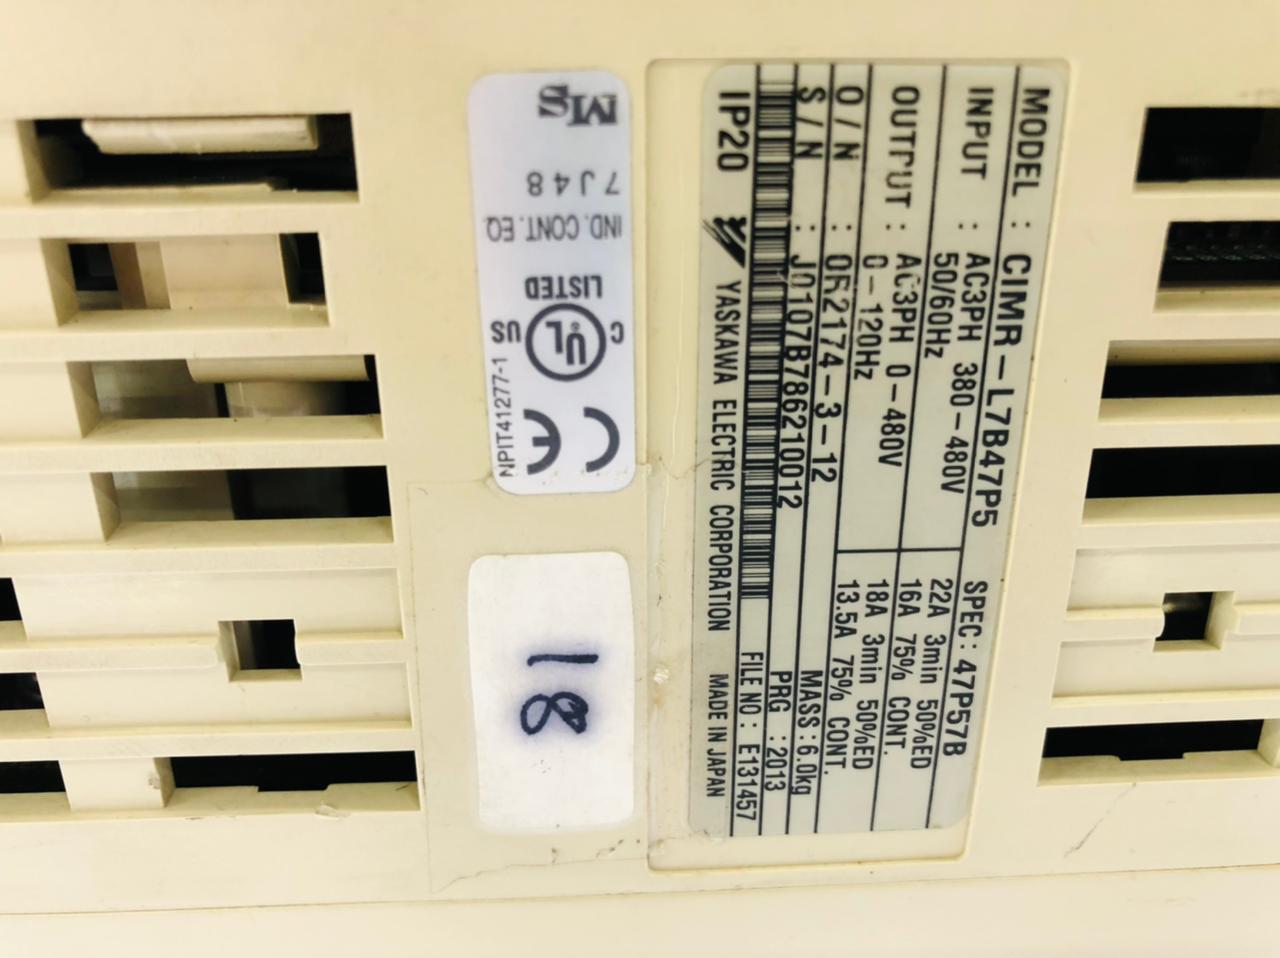 MODEL : CIMR-L7B47P5 SPEC: 47P57B
INPUT : AC3PH 380-480V 22A 3min 50%ED
50/60Hz 16A 75% CONT.
OUTPUT : AC3PH 0-480V 18A 3min 50%ED
0-120Hz 13.5A 75% CONT.
O/N : 0R2174-3-12 MASS: 6.0kg
S/N : J0107B786210012 PRG : 2013
FILE NO : E131457
IP20 YASKAWA ELECTRIC CORPORATION MADE IN JAPAN
MS
7J48
IND. CONT. EQ.
LISTED
C UL US
CE
NPIT41277-1
18